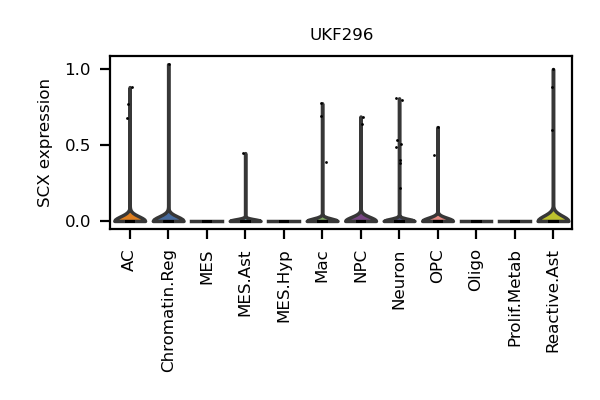 UKF296
SCX expression
1.0
0.5
0.0
AC
Chromatin.Reg
MES
MES.Ast
MES.Hyp
Mac
NPC
Neuron
OPC
Oligo
Prolif.Metab
Reactive.Ast